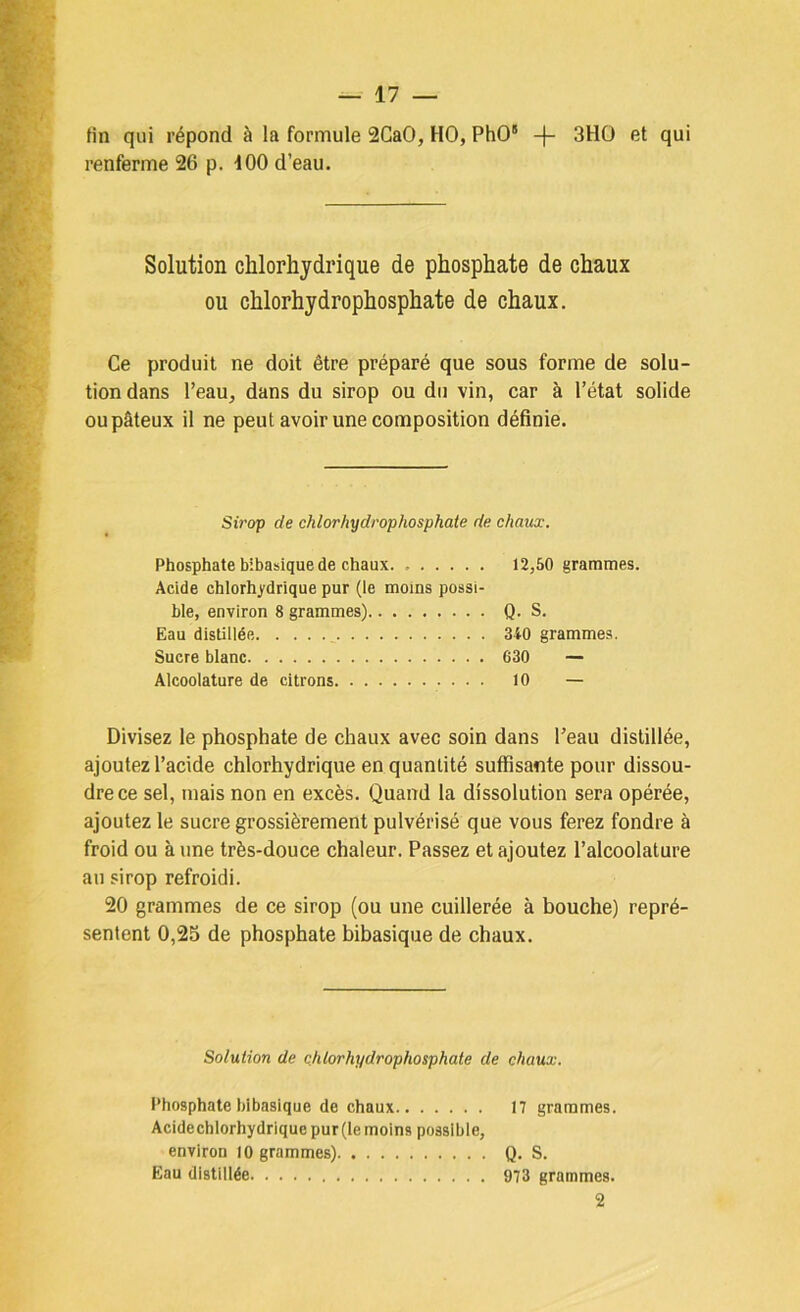 — 17 —
fin qui répond à la formule 2CaO, HO, PhO⁵ + 3HO et qui
renferme 26 p. 100 d'eau.
Solution chlorhydrique de phosphate de chaux
ou chlorhydrophosphate de chaux.
Ce produit ne doit être préparé que sous forme de solu-
tion dans l'eau, dans du sirop ou du vin, car à l'état solide
ou pâteux il ne peut avoir une composition définie.
Sirop de chlorhydrophosphate de chaux.
Phosphate bibasique de chaux. . . . . . . 12,50 grammes.
Acide chlorhydrique pur (le moins possi-
ble, environ 8 grammes). . . . . . . . . Q. S.
Eau distillée. . . . . . . . . . . . . . . . 340 grammes.
Sucre blanc. . . . . . . . . . . . . . . . . 630 —
Alcoolature de citrons. . . . . . . . . . . 10 —
Divisez le phosphate de chaux avec soin dans l'eau distillée,
ajoutez l'acide chlorhydrique en quantité suffisante pour dissou-
dre ce sel, mais non en excès. Quand la dissolution sera opérée,
ajoutez le sucre grossièrement pulvérisé que vous ferez fondre à
froid ou à une très-douce chaleur. Passez et ajoutez l'alcoolature
au sirop refroidi.
20 grammes de ce sirop (ou une cuillerée à bouche) repré-
sentent 0,25 de phosphate bibasique de chaux.
Solution de chlorhydrophosphate de chaux.
Phosphate bibasique de chaux. . . . . . . 17 grammes.
Acide chlorhydrique pur (le moins possible,
environ 10 grammes). . . . . . . . . . . Q. S.
Eau distillée. . . . . . . . . . . . . . . . . 973 grammes.
2